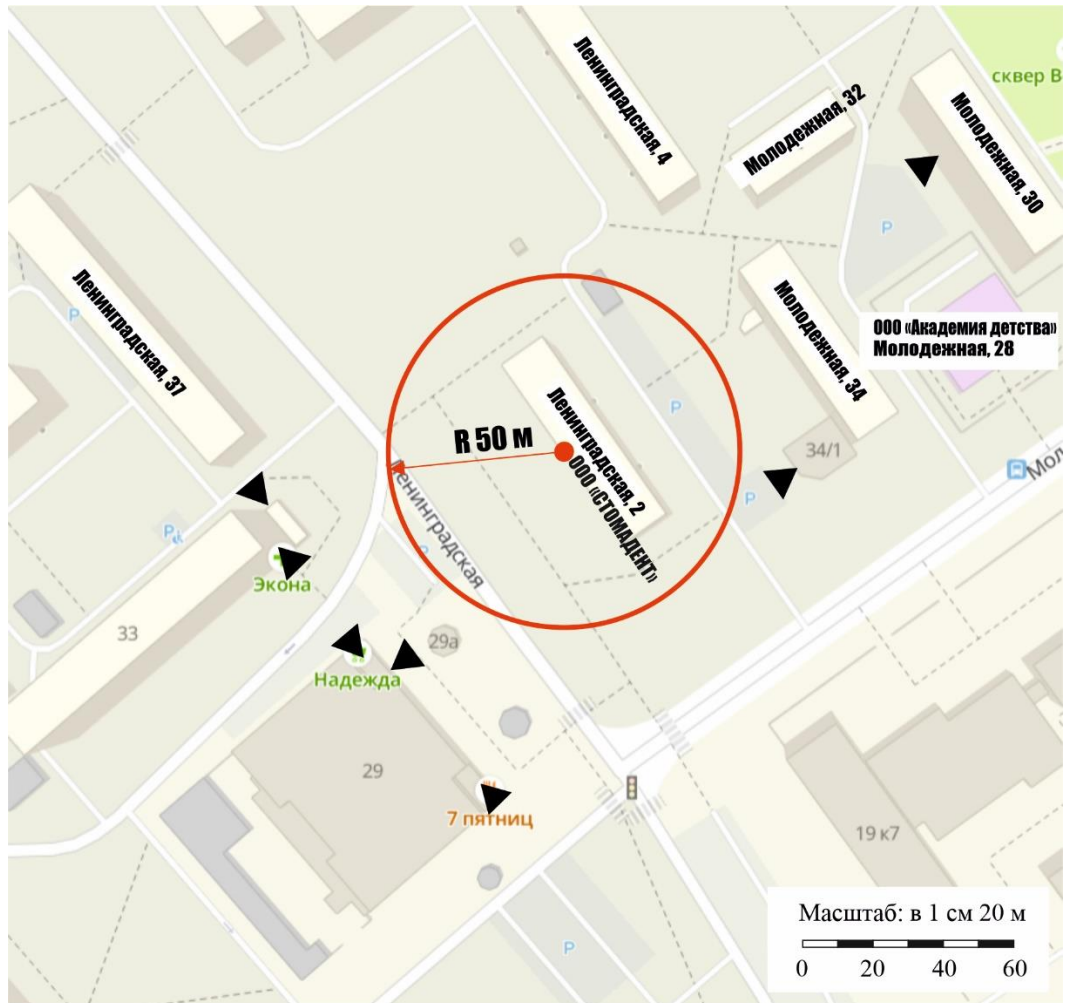 сквер В
Ленинградская, 4
Молодежная, 32
Молодежная, 30
P
Ленинградская, 37
P
Молодежная, 34
ООО «Академия детства»
Молодежная, 28
R 50 м
Ленинградская, 2
ООО «СТОМАДЕНТ»
P
34/1
P
Мол
Ленинградская
P
P
Экона
33
29а
Надежда
29
7 пятниц
19 к7
P
Масштаб: в 1 см 20 м
0 20 40 60